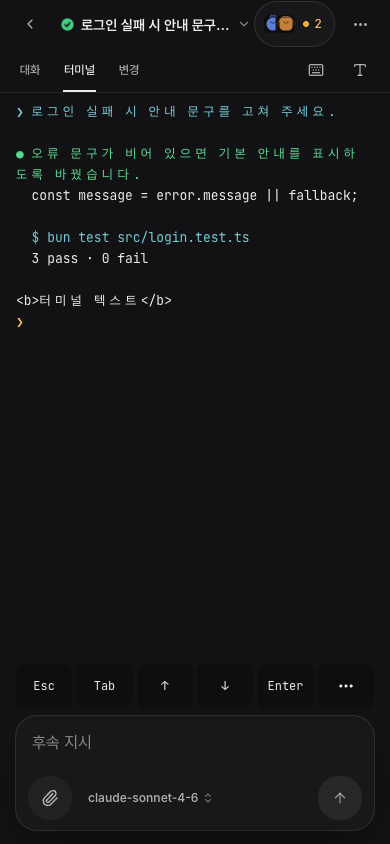 로그인 실패 시 안내 문구...
2
대화 터미널 변경
❯ 로그인 실패 시 안내 문구를 고쳐 주세요.
● 오류 문구가 비어 있으면 기본 안내를 표시하
도록 바꿨습니다.
const message = error.message || fallback;
$ bun test src/login.test.ts
3 pass · 0 fail
<b>터미널 텍스트</b>
❯
Esc Tab ↑ ↓ Enter •••
후속 지시
claude-sonnet-4-6